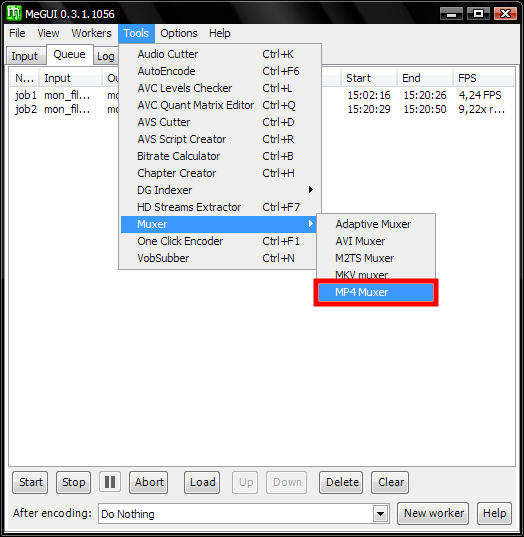 MeGUI 0.3.1.1056
File View Workers Tools Options Help
Input Queue Log
N... Input Ou Start End FPS
job1 mon_fil... mo 15:02:16 15:20:26 4,24 FPS
job2 mon_fil... mo 15:20:29 15:20:50 9,22x r...
Audio Cutter Ctrl+K
AutoEncode Ctrl+F6
AVC Levels Checker Ctrl+L
AVC Quant Matrix Editor Ctrl+Q
AVS Cutter Ctrl+D
AVS Script Creator Ctrl+R
Bitrate Calculator Ctrl+B
Chapter Creator Ctrl+H
DG Indexer
HD Streams Extractor Ctrl+F7
Muxer
One Click Encoder Ctrl+F1
VobSubber Ctrl+N
Adaptive Muxer
AVI Muxer
M2TS Muxer
MKV muxer
MP4 Muxer
Start Stop Abort Load Up Down Delete Clear
After encoding: Do Nothing New worker Help